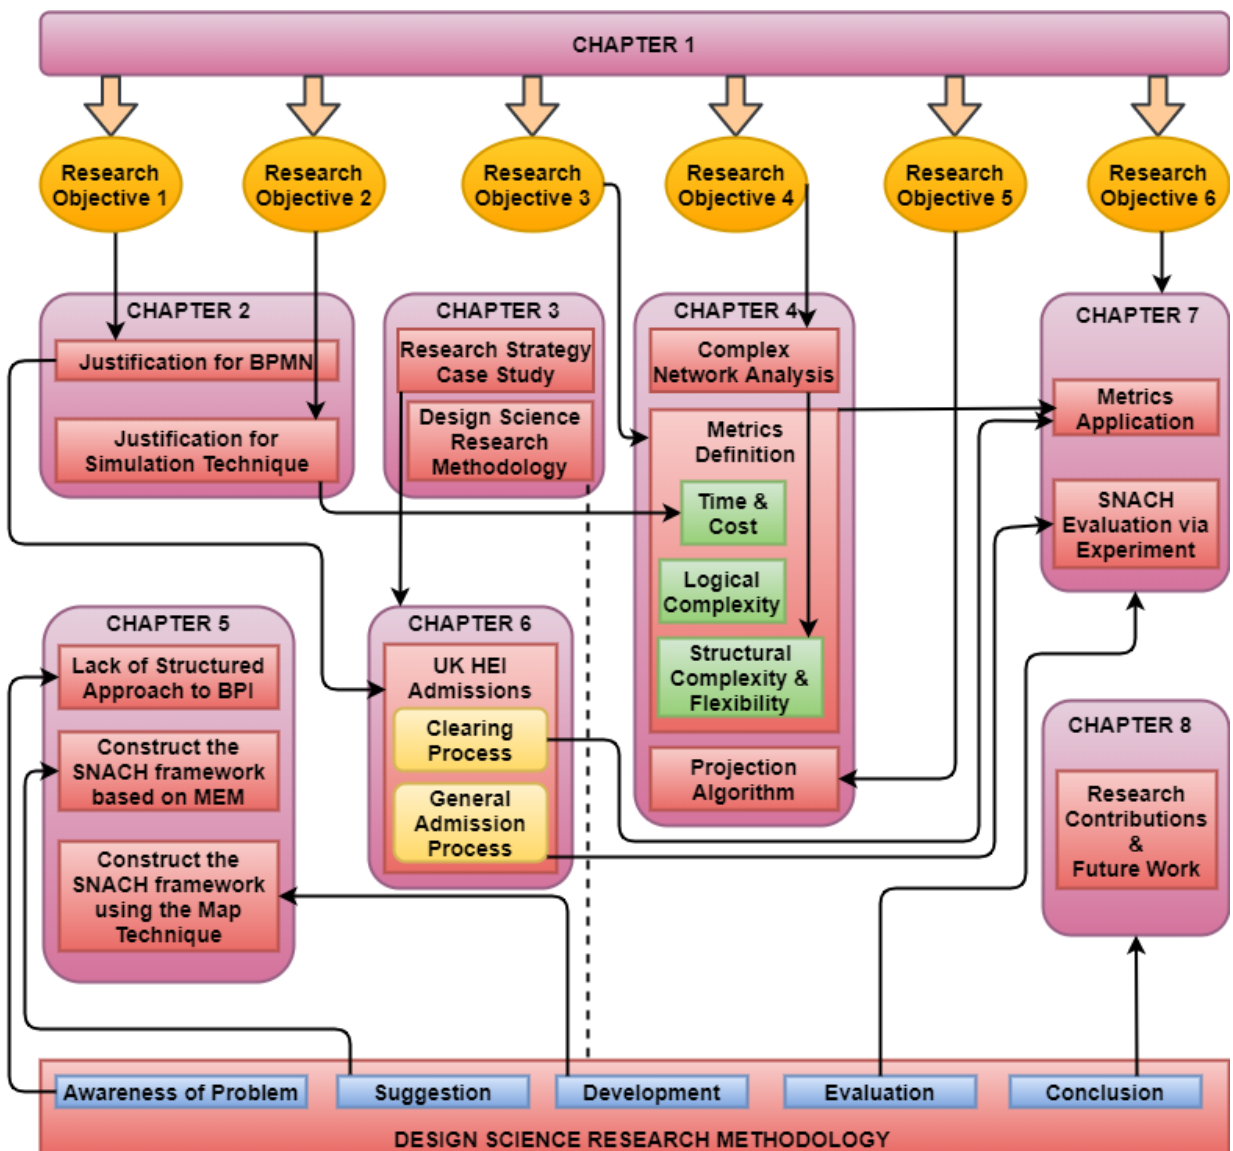 CHAPTER 1
Research
Objective 1
Research
Objective 2
Research
Objective 3
Research
Objective 4
Research
Objective 5
Research
Objective 6
CHAPTER 2
Justification for BPMN
Justification for
Simulation Technique
CHAPTER 3
Research Strategy
Case Study
Design Science
Research
Methodology
CHAPTER 4
Complex
Network Analysis
Metrics
Definition
Time &
Cost
Logical
Complexity
Structural
Complexity &
Flexibility
Projection
Algorithm
CHAPTER 7
Metrics
Application
SNACH
Evaluation via
Experiment
CHAPTER 5
Lack of Structured
Approach to BPI
Construct the
SNACH framework
based on MEM
Construct the
SNACH framework
using the Map
Technique
CHAPTER 6
UK HEI
Admissions
Clearing
Process
General
Admission
Process
CHAPTER 8
Research
Contributions
&
Future Work
Awareness of Problem
Suggestion
Development
Evaluation
Conclusion
DESIGN SCIENCE RESEARCH METHODOLOGY